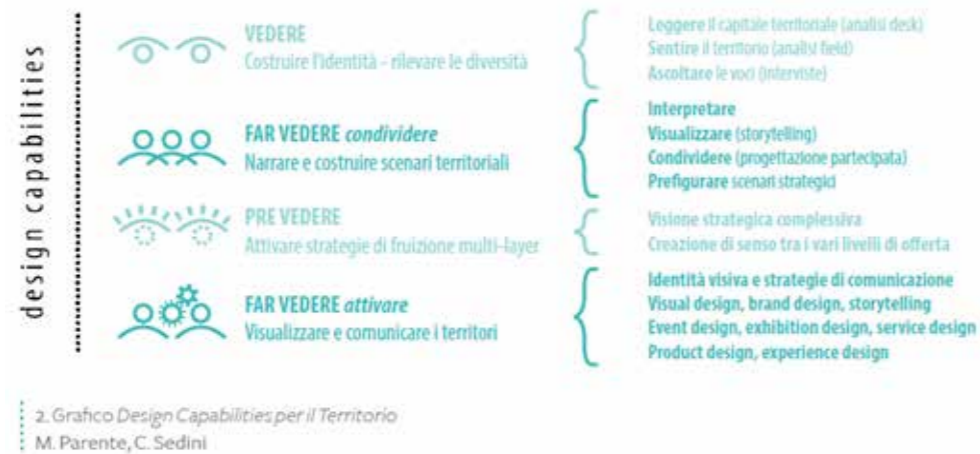 design capabilities
VEDERE
Costruire l'identità - rilevare le diversità
Leggere il capitale territoriale (analisi desk)
Sentire il territorio (analisi field)
Ascoltare le voci (interviste)
FAR VEDERE condividere
Narrare e costruire scenari territoriali
Interpretare
Visualizzare (storytelling)
Condividere (progettazione partecipata)
Prefigurare scenari strategici
PRE VEDERE
Attivare strategie di fruizione multi-layer
Visione strategica complessiva
Creazione di senso tra i vari livelli di offerta
FAR VEDERE attivare
Visualizzare e comunicare i territori
Identità visiva e strategie di comunicazione
Visual design, brand design, storytelling
Event design, exhibition design, service design
Product design, experience design
2. Grafico Design Capabilities per il Territorio
M. Parente, C. Sedini